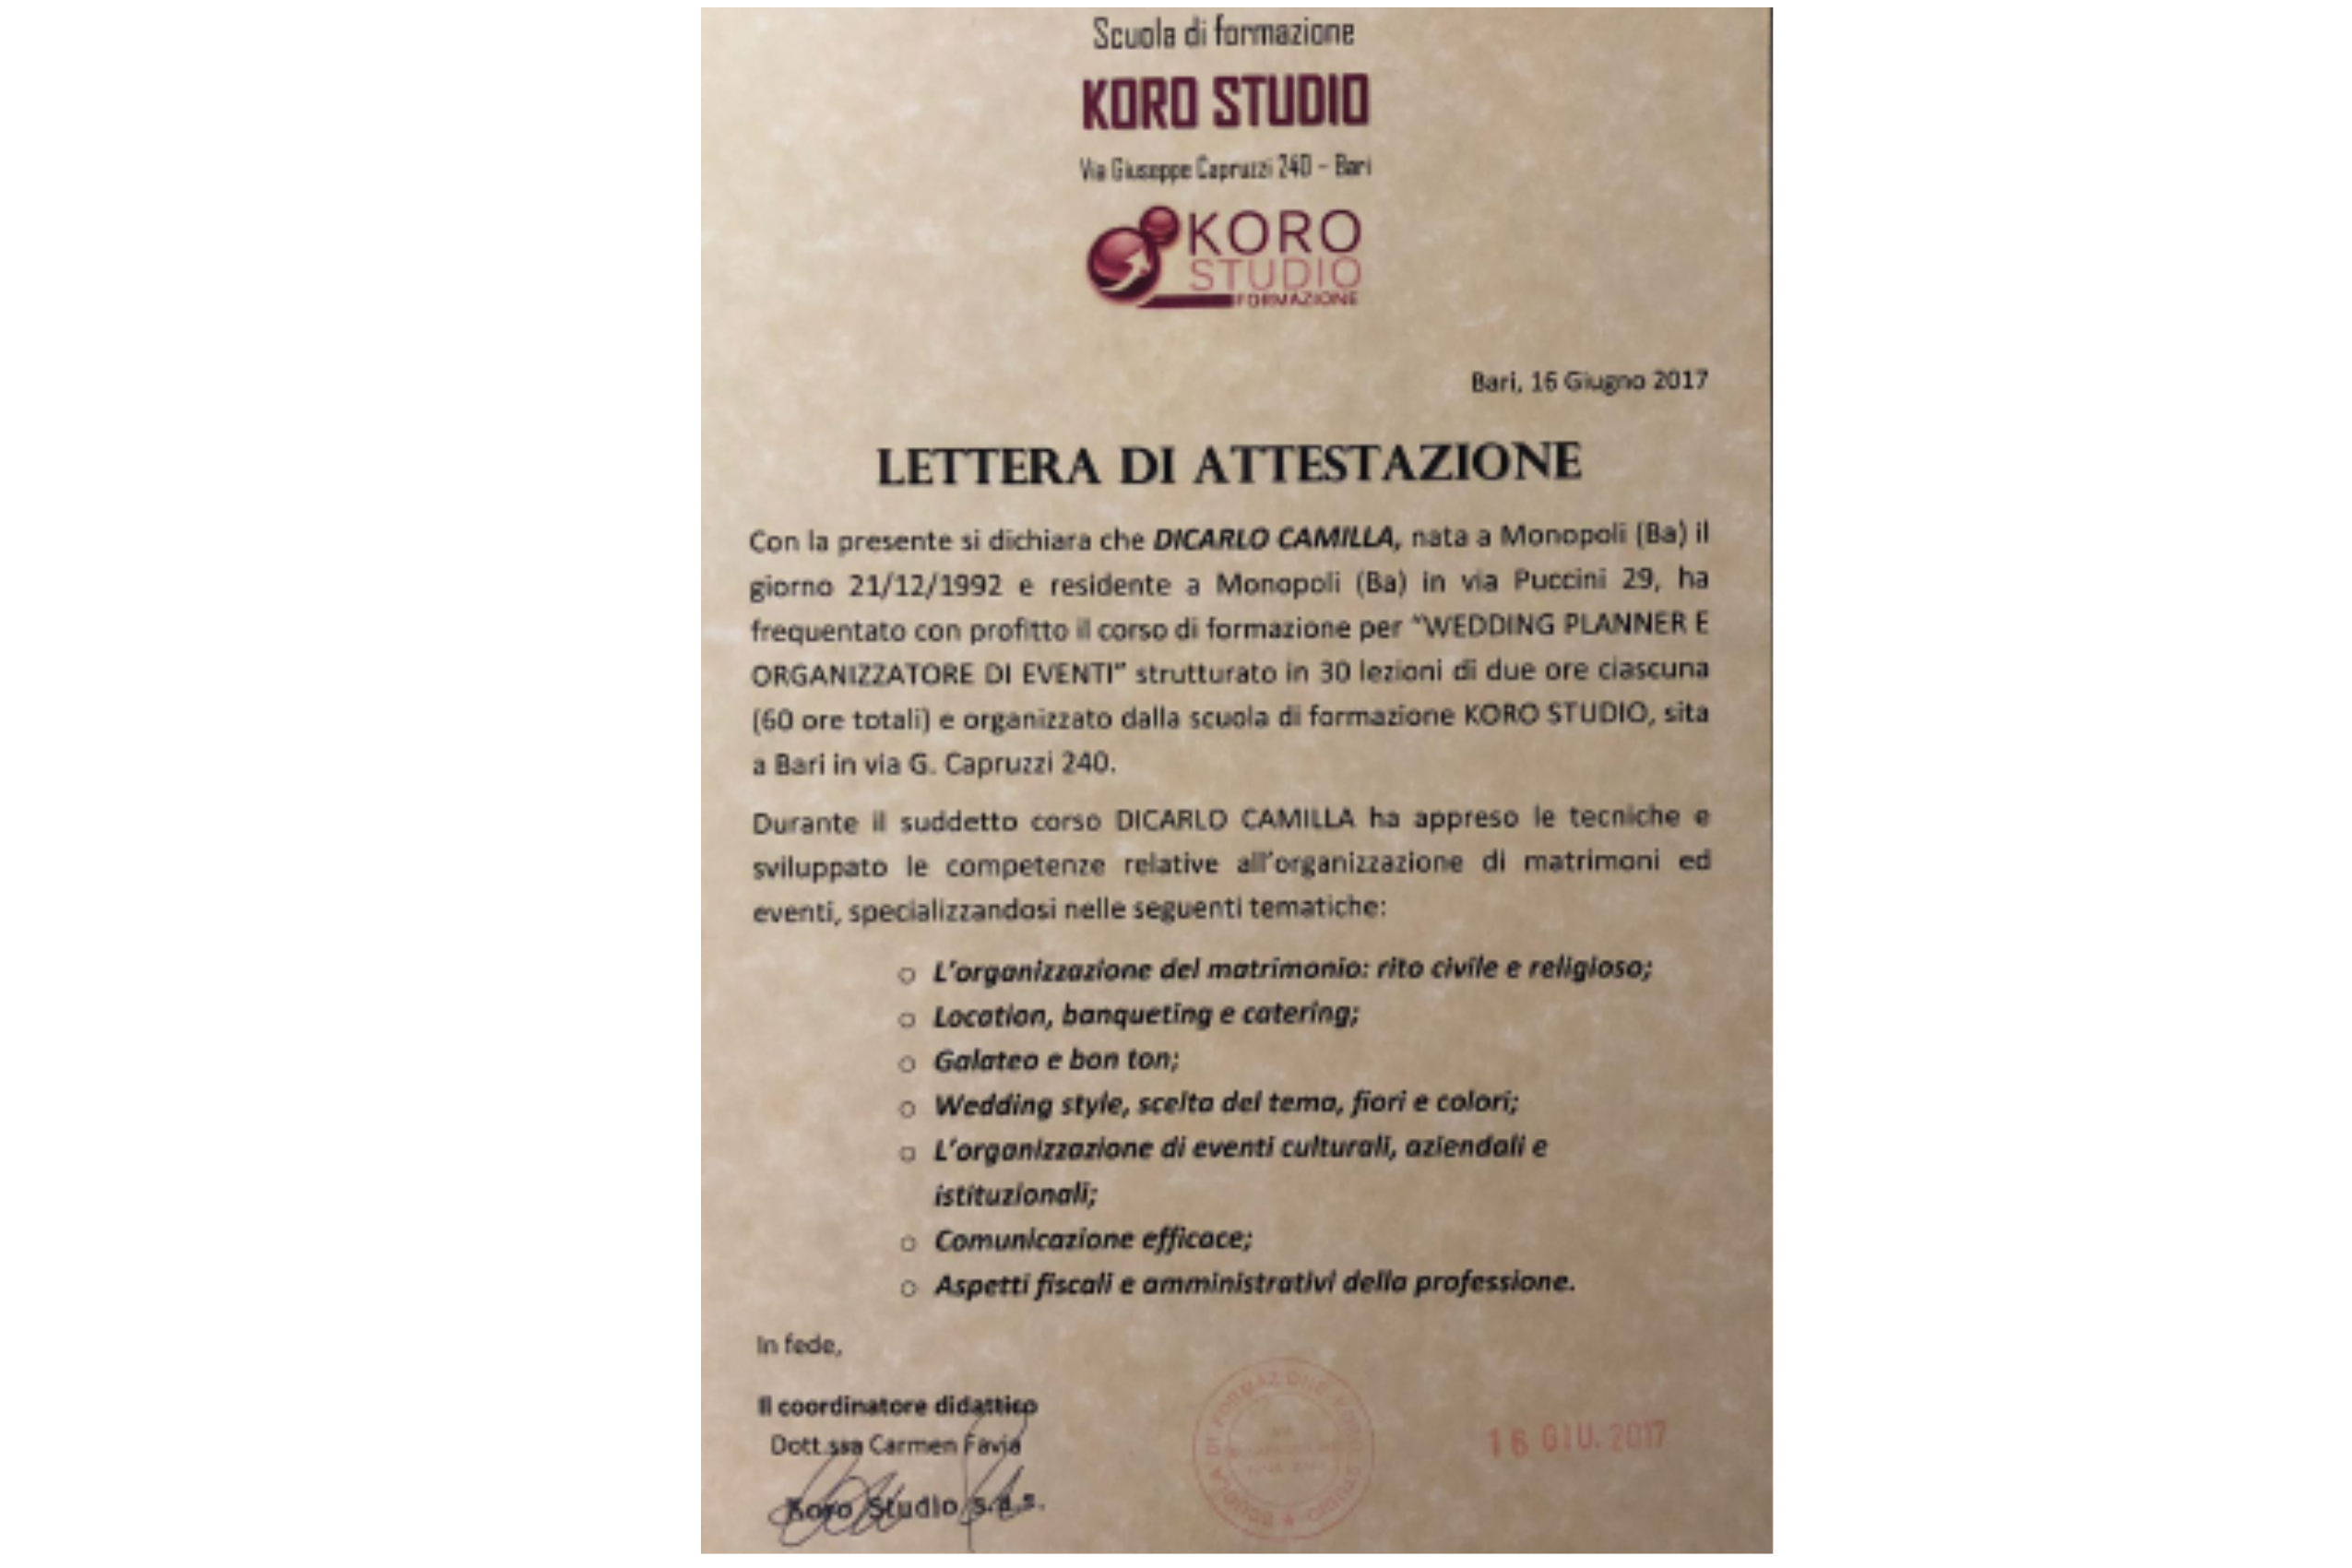 Scuola di formazione
KORO STUDIO
Via Giuseppe Capruzzi 240 - Bari
KORO
STUDIO
FORMAZIONE
Bari, 16 Giugno 2017
LETTERA DI ATTESTAZIONE
Con la presente si dichiara che DICARLO CAMILLA, nata a Monopoli (Ba) il
giorno 21/12/1992 e residente a Monopoli (Ba) in via Puccini 29, ha
frequentato con profitto il corso di formazione per "WEDDING PLANNER E
ORGANIZZATORE DI EVENTI" strutturato in 30 lezioni di due ore ciascuna
(60 ore totali) e organizzato dalla scuola di formazione KORO STUDIO, sita
a Bari in via G. Capruzzi 240.
Durante il suddetto corso DICARLO CAMILLA ha appreso le tecniche e
sviluppato le competenze relative all'organizzazione di matrimoni ed
eventi, specializzandosi nelle seguenti tematiche:
o L'organizzazione del matrimonio: rito civile e religioso;
o Location, banqueting e catering;
o Galateo e bon ton;
o Wedding style, scelta del tema, fiori e colori;
o L'organizzazione di eventi culturali, aziendali e
istituzionali;
o Comunicazione efficace;
o Aspetti fiscali e amministrativi della professione.
In fede,
Il coordinatore didattico
Dott.ssa Carmen Favia
Koro Studio s.a.s.
SCUOLA DI FORMAZIONE KORO STUDIO
16 GIU. 2017